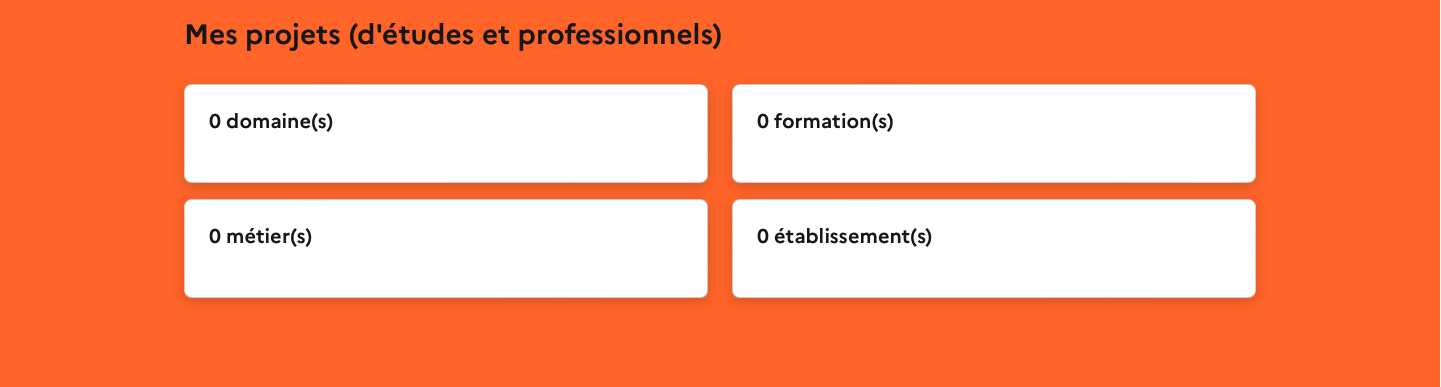 Mes projets (d'études et professionnels)
0 domaine(s)
0 formation(s)
0 métier(s)
0 établissement(s)